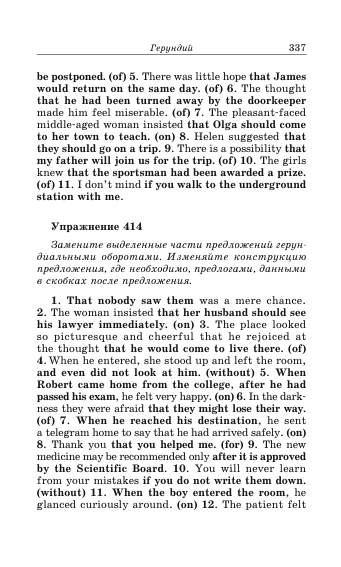 Герундий 337
be postponed. (of) 5. There was little hope that James
would return on the same day. (of) 6. The thought
that he had been turned away by the doorkeeper
made him feel miserable. (of) 7. The pleasant-faced
middle-aged woman insisted that Olga should come
to her town to teach. (on) 8. Helen suggested that
they should go on a trip. 9. There is a possibility that
my father will join us for the trip. (of) 10. The girls
knew that the sportsman had been awarded a prize.
(of) 11. I don't mind if you walk to the underground
station with me.
Упражнение 414
Замените выделенные части предложений герун-
диальными оборотами. Изменяйте конструкцию
предложения, где необходимо, предлогами, данными
в скобках после предложения.
1. That nobody saw them was a mere chance.
2. The woman insisted that her husband should see
his lawyer immediately. (on) 3. The place looked
so picturesque and cheerful that he rejoiced at
the thought that he would come to live there. (of)
4. When he entered, she stood up and left the room,
and even did not look at him. (without) 5. When
Robert came home from the college, after he had
passed his exam, he felt very happy. (on) 6. In the dark-
ness they were afraid that they might lose their way.
(of) 7. When he reached his destination, he sent
a telegram home to say that he had arrived safely. (on)
8. Thank you that you helped me. (for) 9. The new
medicine may be recommended only after it is approved
by the Scientific Board. 10. You will never learn
from your mistakes if you do not write them down.
(without) 11. When the boy entered the room, he
glanced curiously around. (on) 12. The patient felt